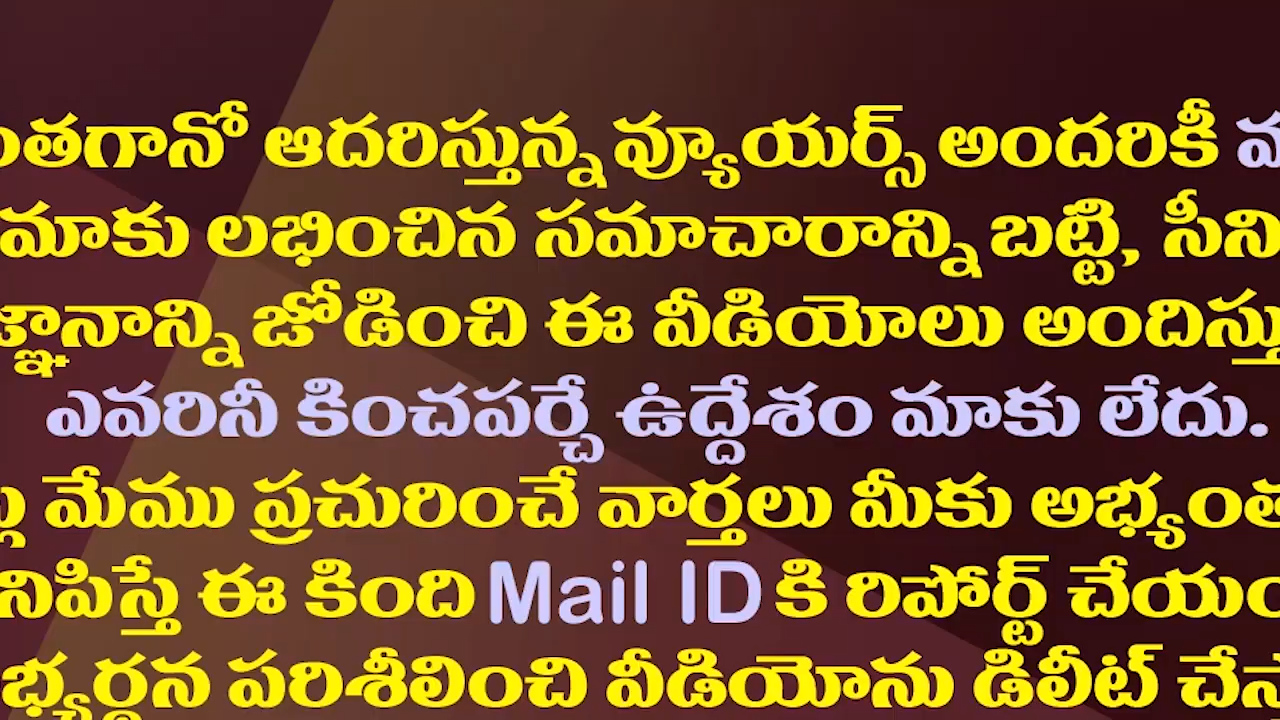 ంతగానో ఆదరిస్తున్న వ్యూయర్స్ అందరికీ
మాకు లభించిన సమాచారాన్ని బట్టి, సీని
జ్ఞానాన్ని జోడించి ఈ వీడియోలు అందిస్తు
ఎవరినీ కించపర్చే ఉద్దేశం మాకు లేదు.
మేము ప్రచురించే వార్తలు మీకు అభ్యంత
నిపిస్తే ఈ కింది Mail ID కి రిపోర్ట్ చేయం
భ్యర్థన పరిశీలించి వీడియోను డిలీట్ చేస